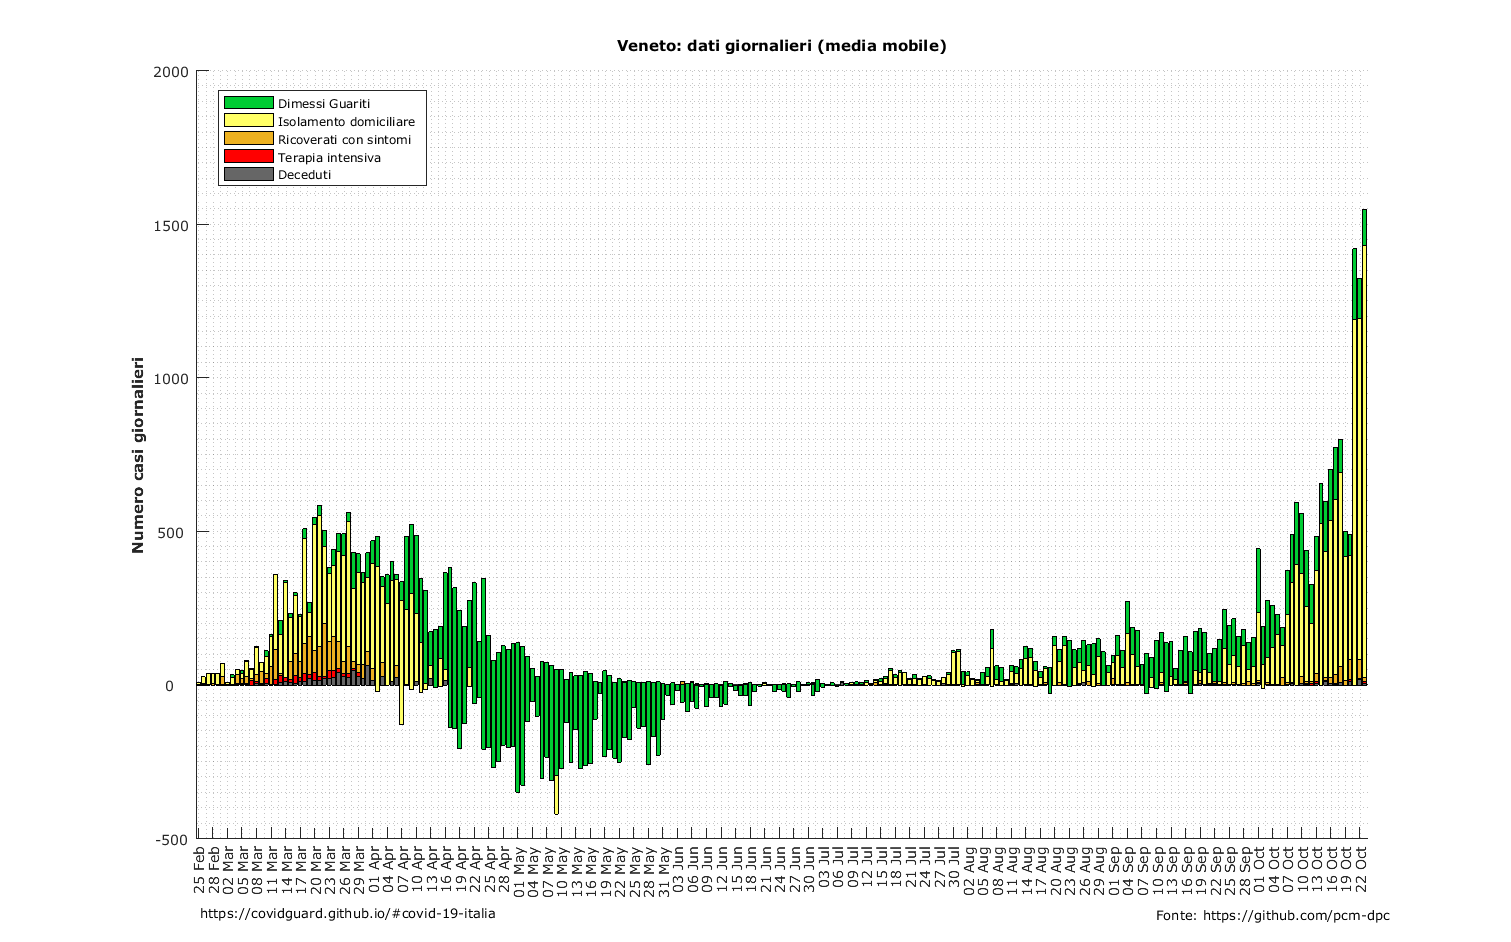 Veneto: dati giornalieri (media mobile)
2000
1500
1000
500
0
-500
Numero casi giornalieri
Dimessi Guariti
Isolamento domiciliare
Ricoverati con sintomi
Terapia intensiva
Deceduti
25 Feb
28 Feb
02 Mar
05 Mar
08 Mar
11 Mar
14 Mar
17 Mar
20 Mar
23 Mar
26 Mar
29 Mar
01 Apr
04 Apr
07 Apr
10 Apr
13 Apr
16 Apr
19 Apr
22 Apr
25 Apr
28 Apr
01 May
04 May
07 May
10 May
13 May
16 May
19 May
22 May
25 May
28 May
31 May
03 Jun
06 Jun
09 Jun
12 Jun
15 Jun
18 Jun
21 Jun
24 Jun
27 Jun
30 Jun
03 Jul
06 Jul
09 Jul
12 Jul
15 Jul
18 Jul
21 Jul
24 Jul
27 Jul
30 Jul
02 Aug
05 Aug
08 Aug
11 Aug
14 Aug
17 Aug
20 Aug
23 Aug
26 Aug
29 Aug
01 Sep
04 Sep
07 Sep
10 Sep
13 Sep
16 Sep
19 Sep
22 Sep
25 Sep
28 Sep
01 Oct
04 Oct
07 Oct
10 Oct
13 Oct
16 Oct
19 Oct
22 Oct
https://covidguard.github.io/#covid-19-italia
Fonte: https://github.com/pcm-dpc